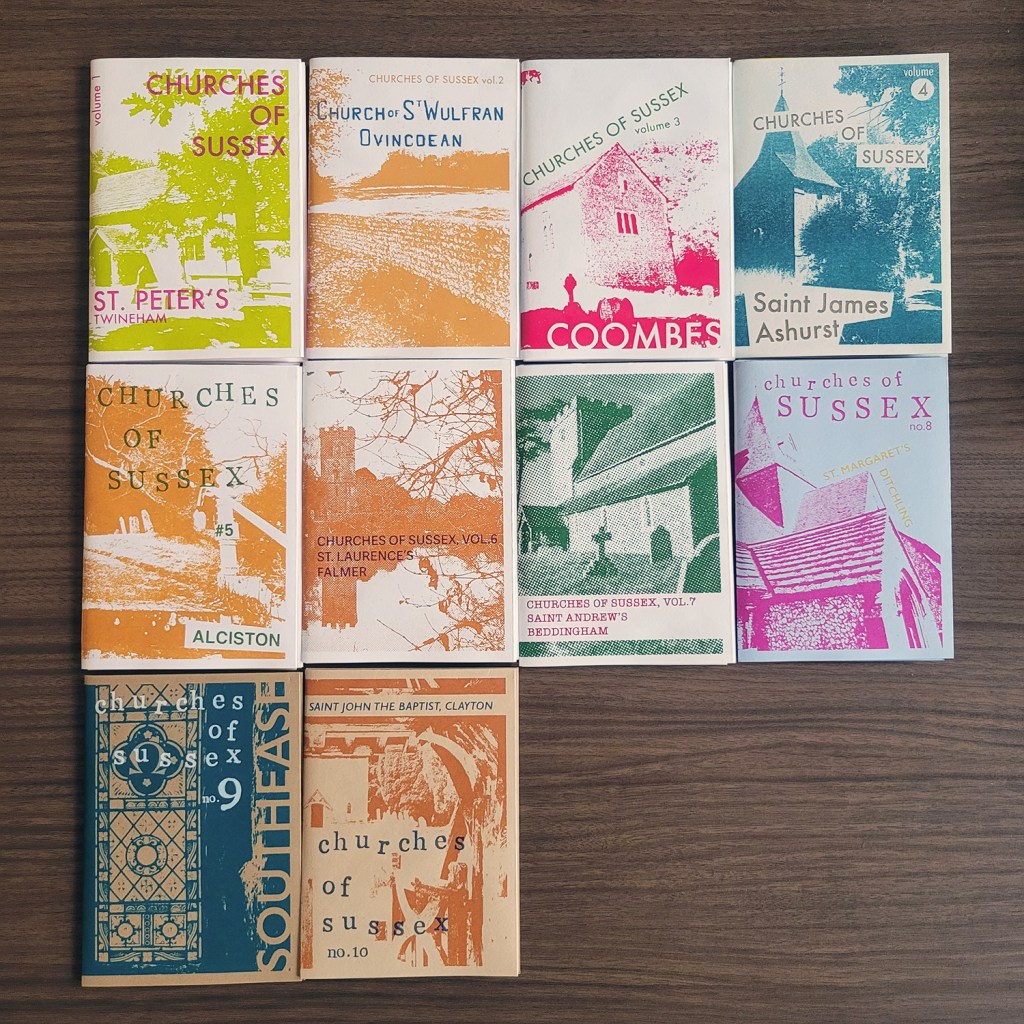 volume 1
CHURCHES
OF
SUSSEX
ST. PETER'S
TWINEHAM
CHURCHES OF SUSSEX vol.2
CHURCH OF ST WULFRAN
OVINGDEAN
CHURCHES OF SUSSEX
volume 3
COOMBES
volume
4
CHURCHES
OF
SUSSEX
Saint James
Ashurst
CHURCHES
OF
SUSSEX
#5
ALCISTON
CHURCHES OF SUSSEX, VOL.6
ST. LAURENCE'S
FALMER
CHURCHES OF SUSSEX, VOL.7
SAINT ANDREW'S
BEDDINGHAM
churches of
SUSSEX
no.8
ST. MARGARET'S
DITCHLING
churches
of
sussex
no.9
SOUTHEASE
SAINT JOHN THE BAPTIST, CLAYTON
churches
of
sussex
no.10